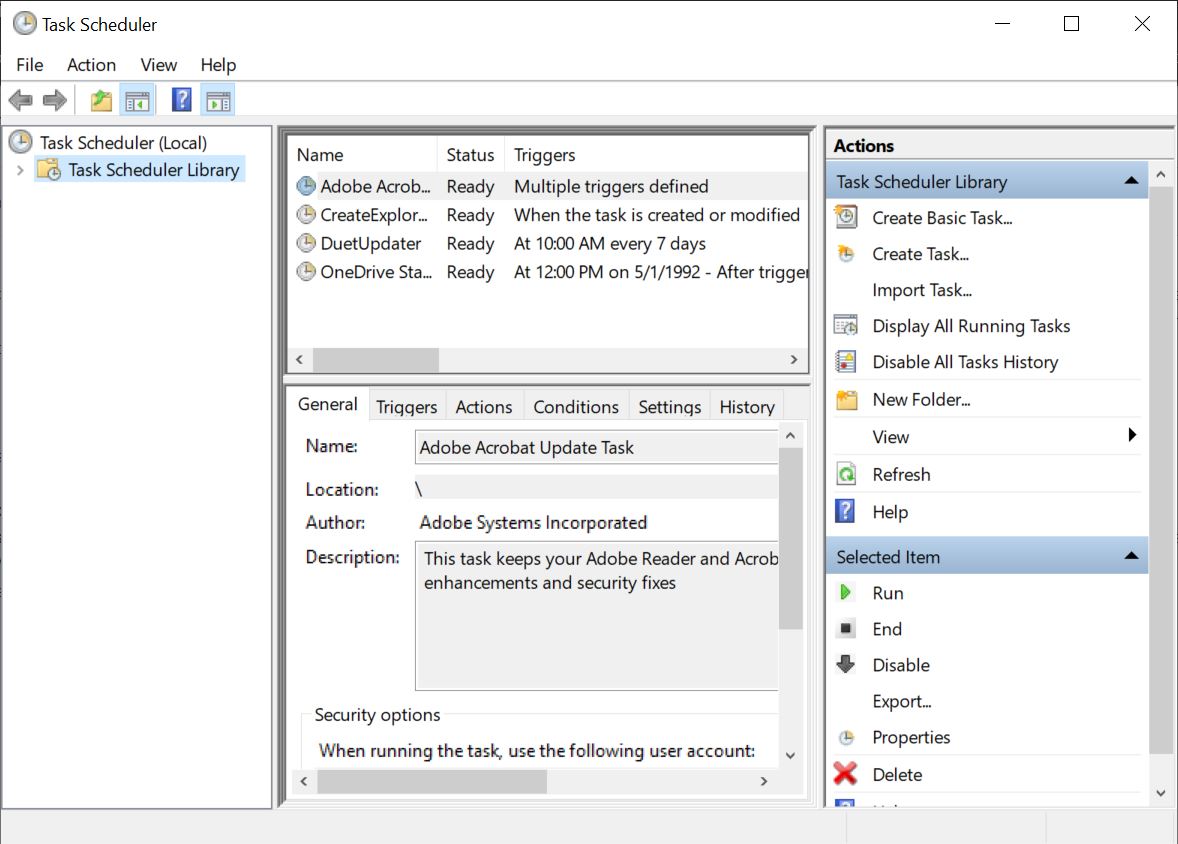 Task Scheduler
File Action View Help
Task Scheduler (Local)
Task Scheduler Library
Name Status Triggers
Adobe Acrob... Ready Multiple triggers defined
CreateExplor... Ready When the task is created or modified
DuetUpdater Ready At 10:00 AM every 7 days
OneDrive Sta... Ready At 12:00 PM on 5/1/1992 - After trigger
General Triggers Actions Conditions Settings History
Name: Adobe Acrobat Update Task
Location: \
Author: Adobe Systems Incorporated
Description: This task keeps your Adobe Reader and Acrob
enhancements and security fixes
Security options
When running the task, use the following user account:
Actions
Task Scheduler Library
Create Basic Task...
Create Task...
Import Task...
Display All Running Tasks
Disable All Tasks History
New Folder...
View
Refresh
Help
Selected Item
Run
End
Disable
Export...
Properties
Delete